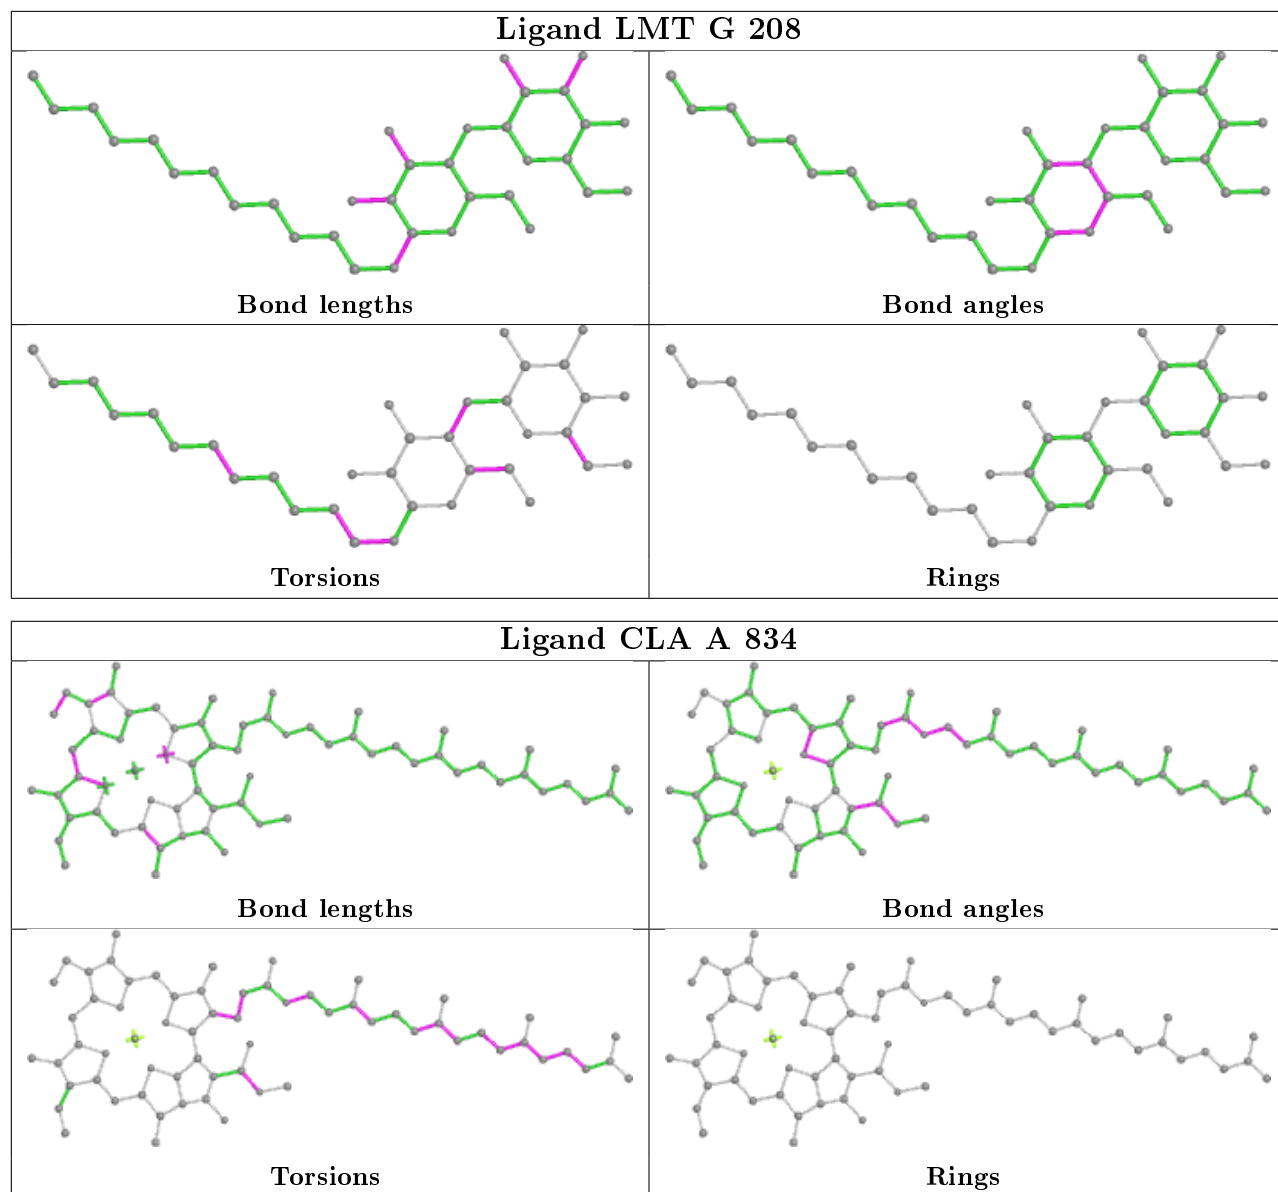 Ligand LMT G 208
Bond lengths
Bond angles
Torsions
Rings
Ligand CLA A 834
Bond lengths
Bond angles
Torsions
Rings